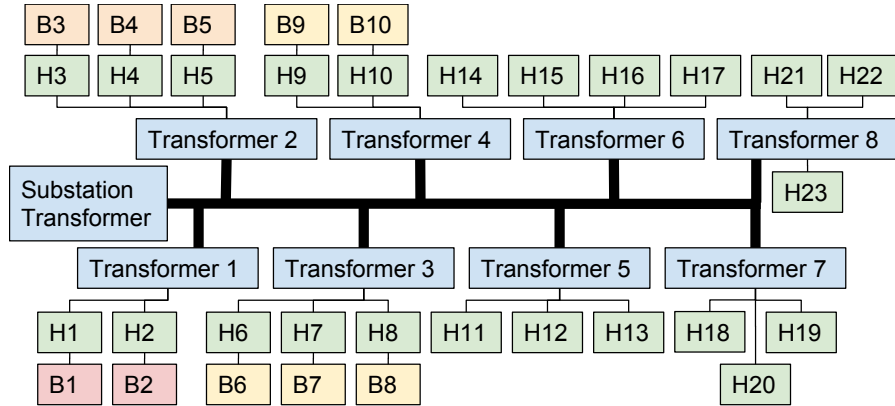 B3 B4 B5 B9 B10
H3 H4 H5 H9 H10 H14 H15 H16 H17 H21 H22
Transformer 2 Transformer 4 Transformer 6 Transformer 8
Substation
Transformer
H23
Transformer 1 Transformer 3 Transformer 5 Transformer 7
H1 H2 H6 H7 H8 H11 H12 H13 H18 H19
B1 B2 B6 B7 B8 H20